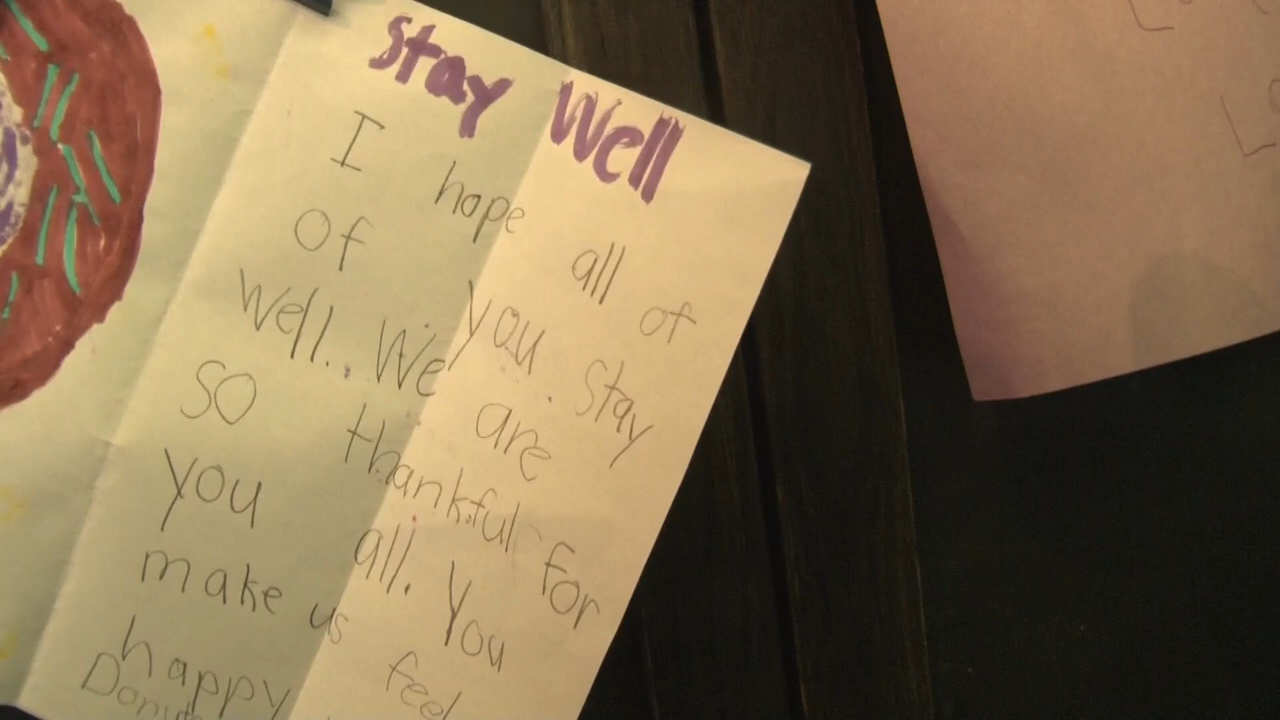 Stay Well
I hope all of
Of you stay
Well. We are
so thankful for
you all. You
make us feel
happy